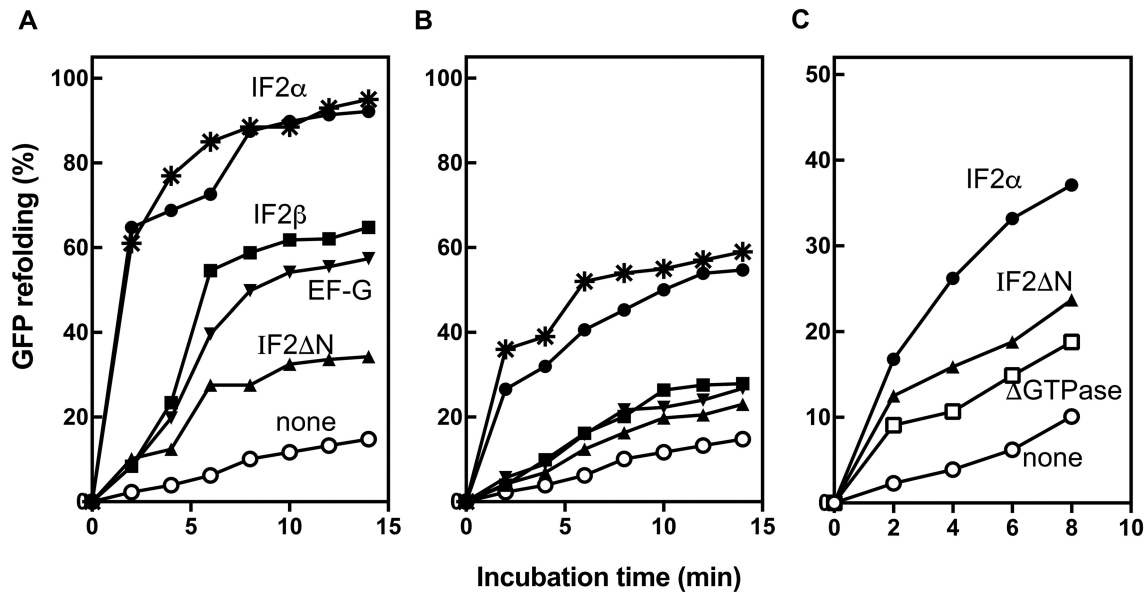 A
B
C
GFP refolding (%)
100
80
60
40
20
0
0
5
10
15
IF2α
IF2β
EF-G
IF2ΔN
none
100
80
60
40
20
0
0
5
10
15
50
40
30
20
10
0
0
2
4
6
8
10
IF2α
IF2ΔN
ΔGTPase
none
Incubation time (min)